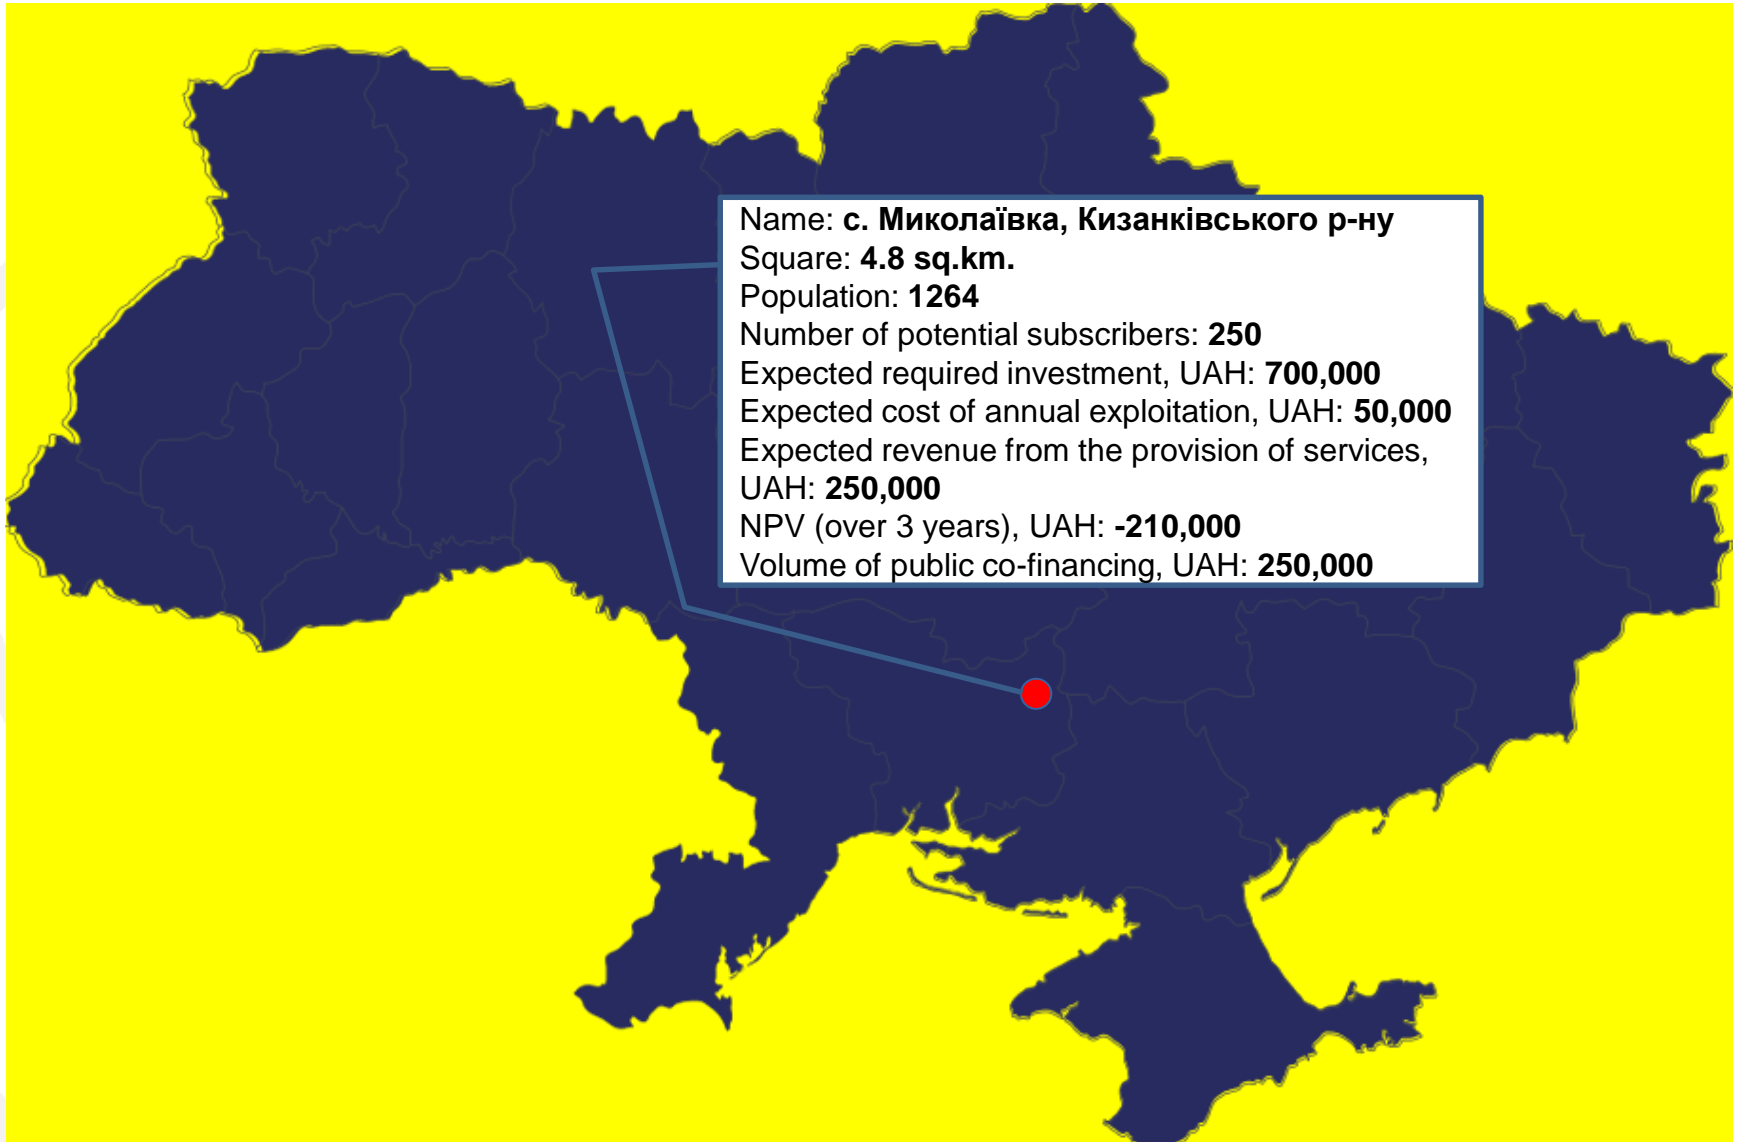 Name: с. Миколаївка, Кизанківського р-ну
Square: 4.8 sq.km.
Population: 1264
Number of potential subscribers: 250
Expected required investment, UAH: 700,000
Expected cost of annual exploitation, UAH: 50,000
Expected revenue from the provision of services,
UAH: 250,000
NPV (over 3 years), UAH: -210,000
Volume of public co-financing, UAH: 250,000